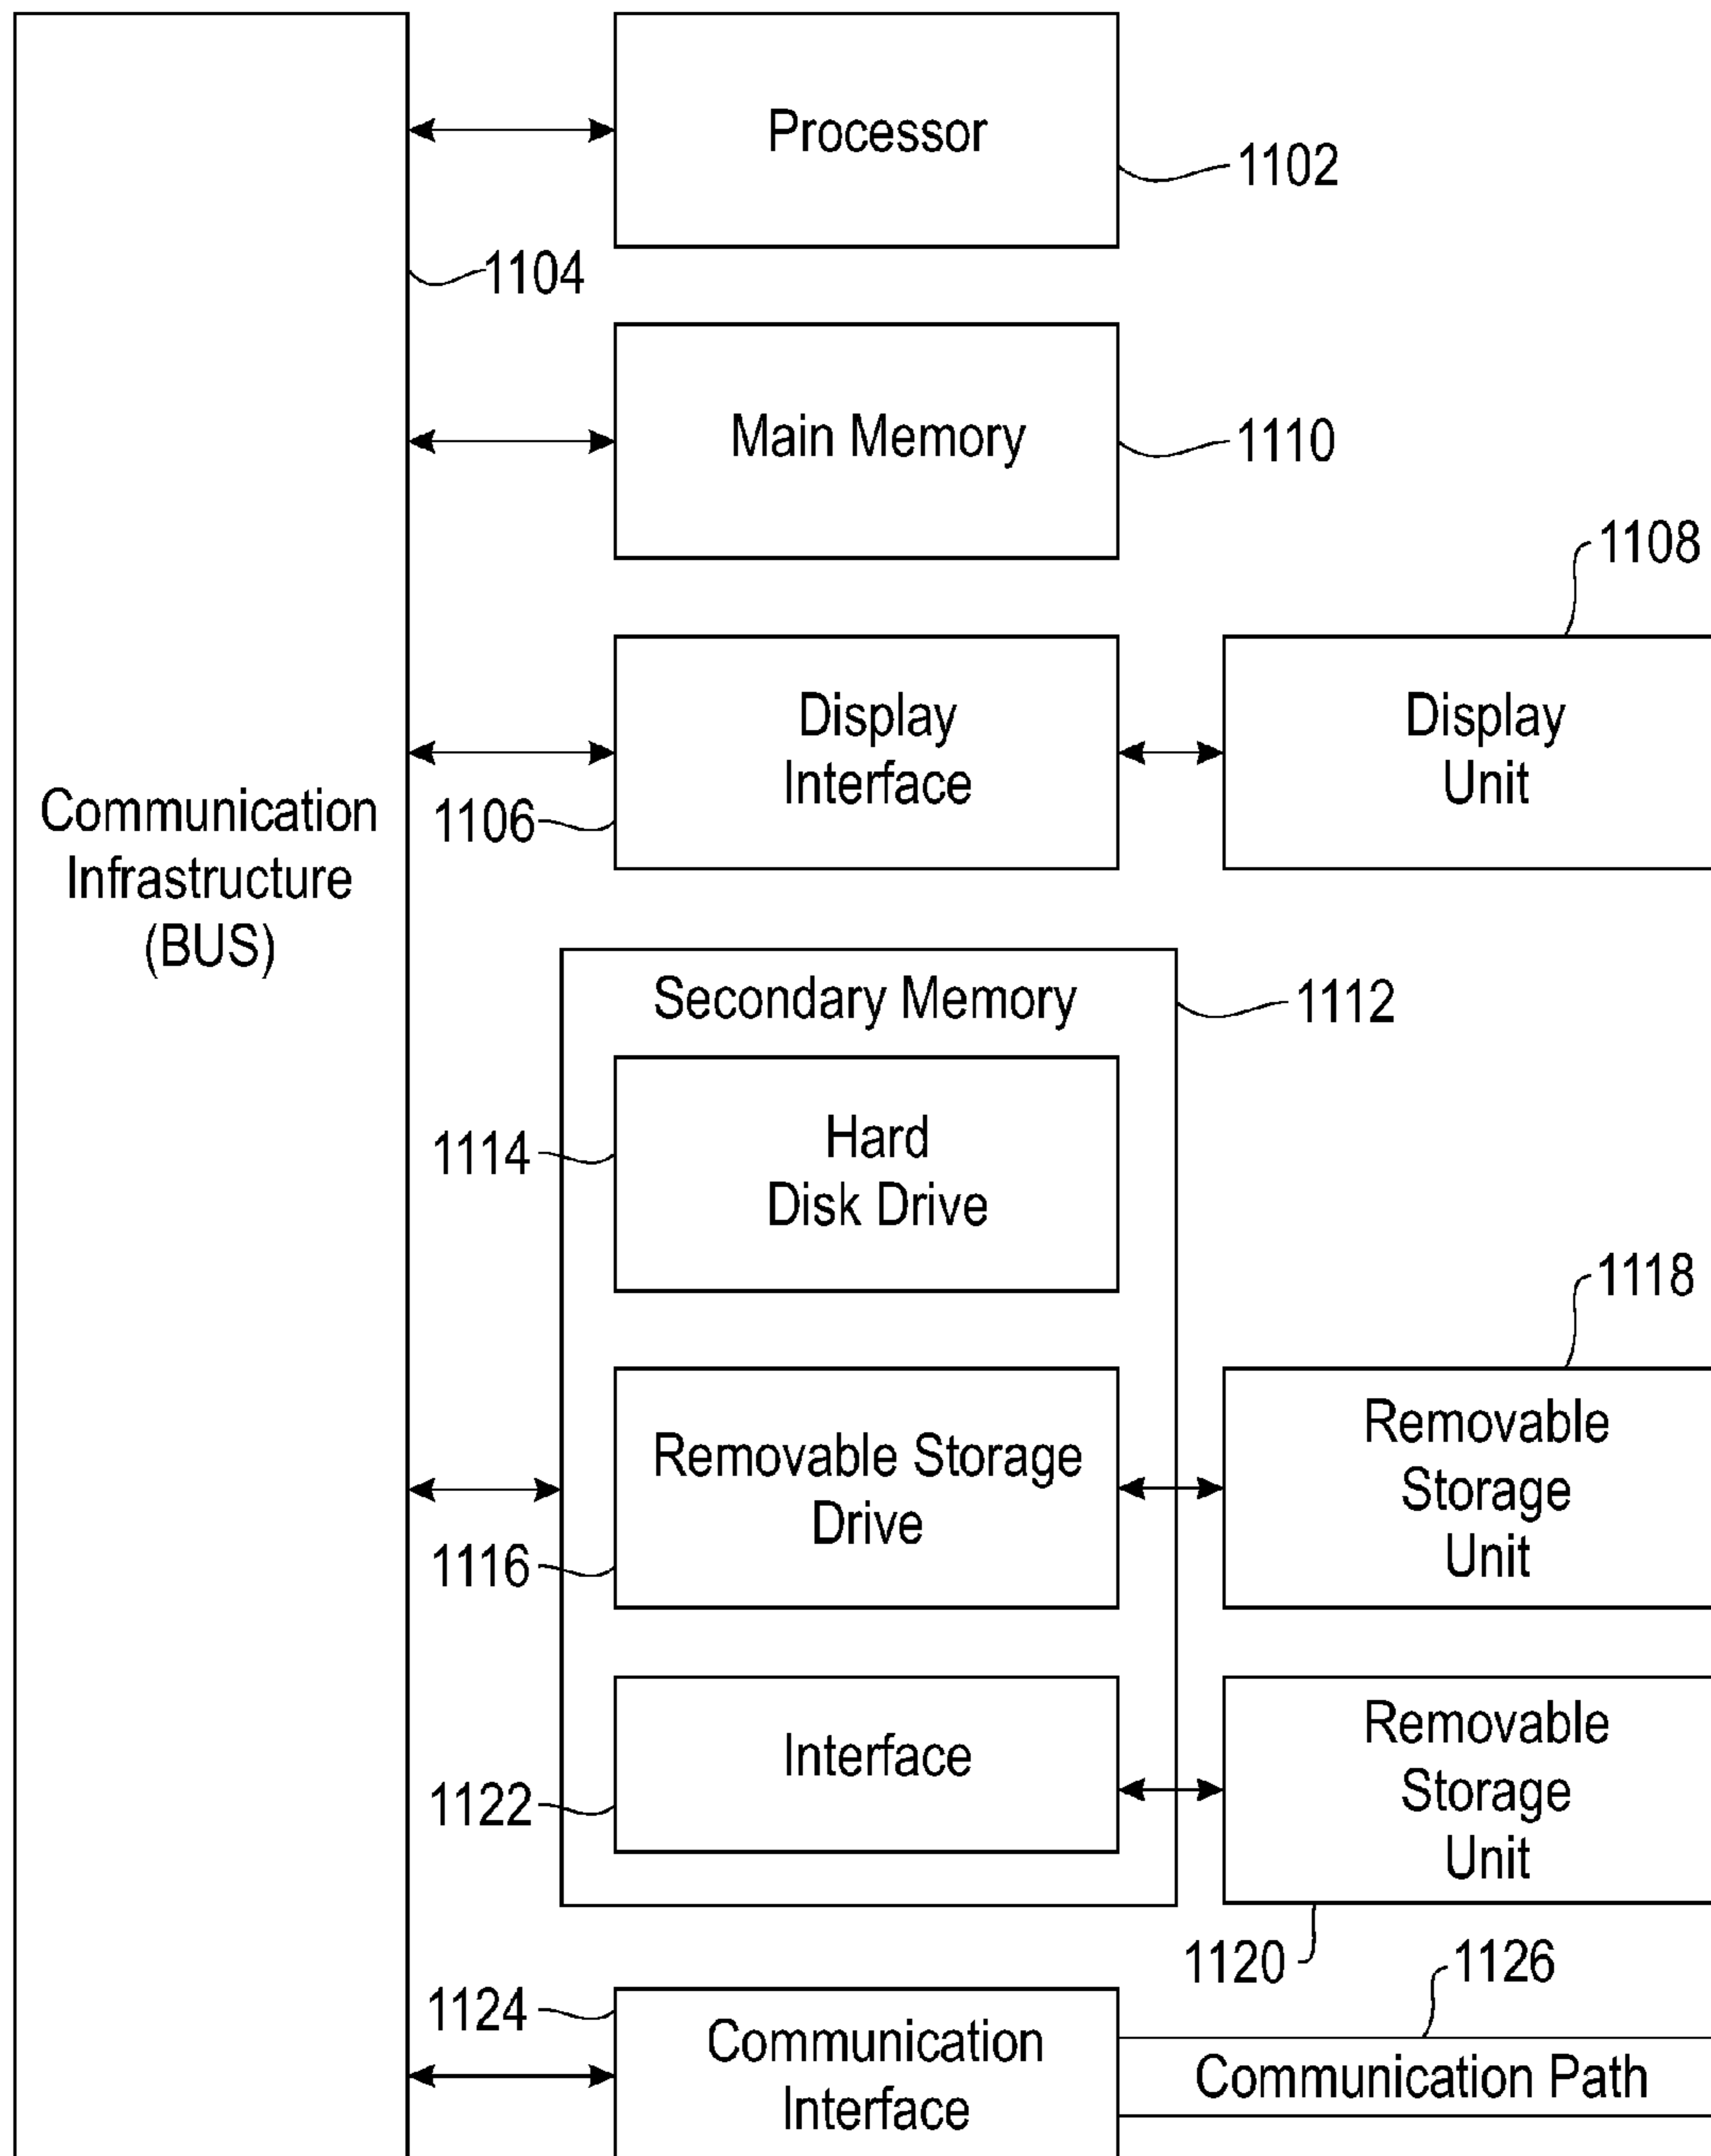 Processor
1102
1104
Main Memory
1110
1108
Display
Interface
Display
Unit
1106
Communication
Infrastructure
(BUS)
Secondary Memory
1112
Hard
Disk Drive
1114
1118
Removable Storage
Drive
1116
Removable
Storage
Unit
Interface
1122
Removable
Storage
Unit
1120
1126
1124
Communication
Interface
Communication Path